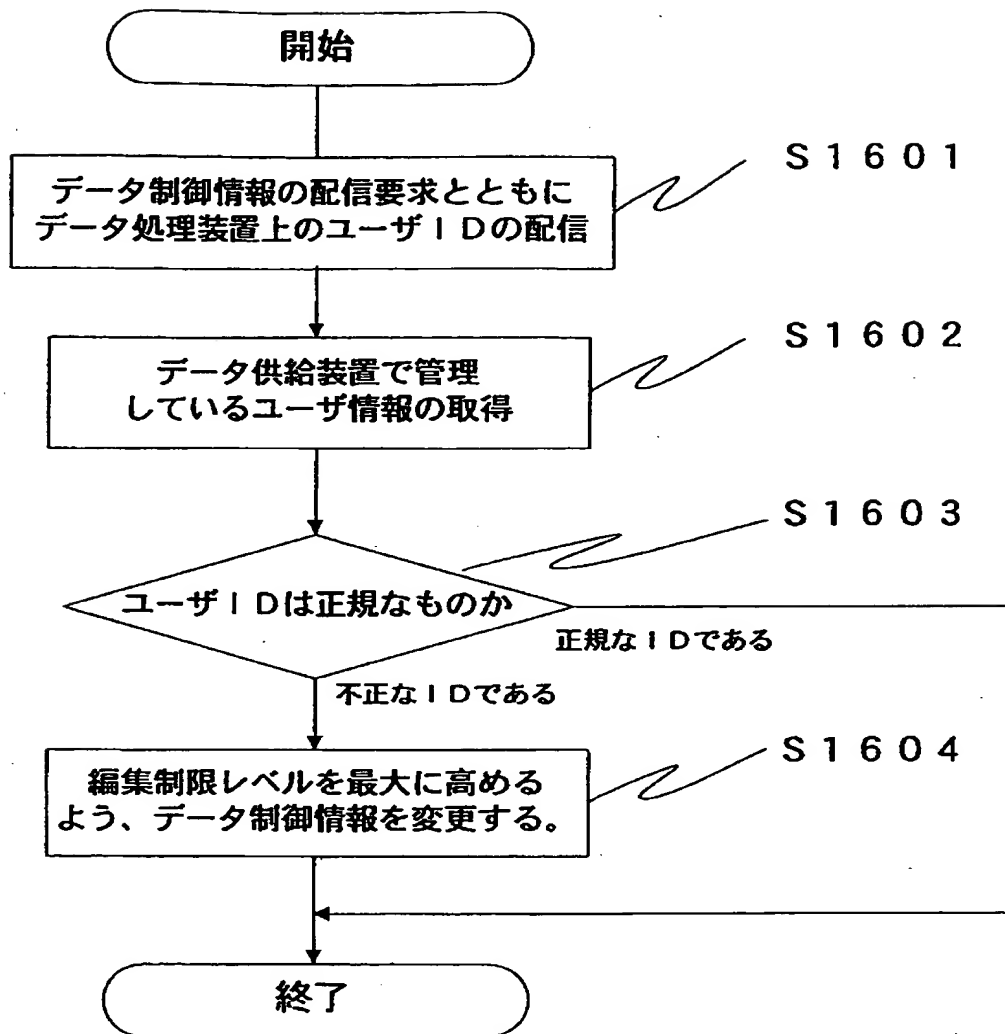 開始
S1601
データ制御情報の配信要求とともに
データ処理装置上のユーザIDの配信
S1602
データ供給装置で管理
しているユーザ情報の取得
S1603
ユーザIDは正規なものか
正規なIDである
不正なIDである
S1604
編集制限レベルを最大に高める
よう、データ制御情報を変更する。
終了